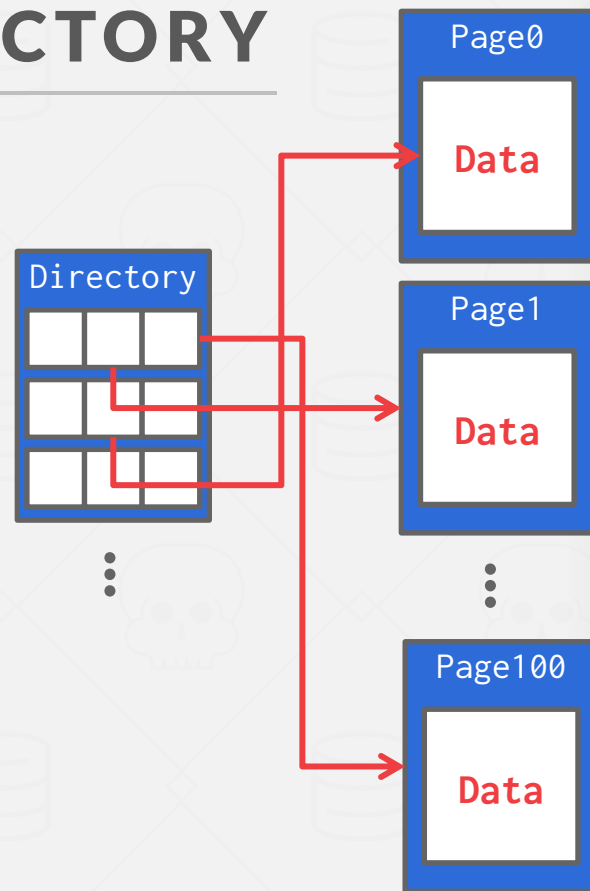 CTORY
Directory
Page0
Data
Page1
Data
Page100
Data